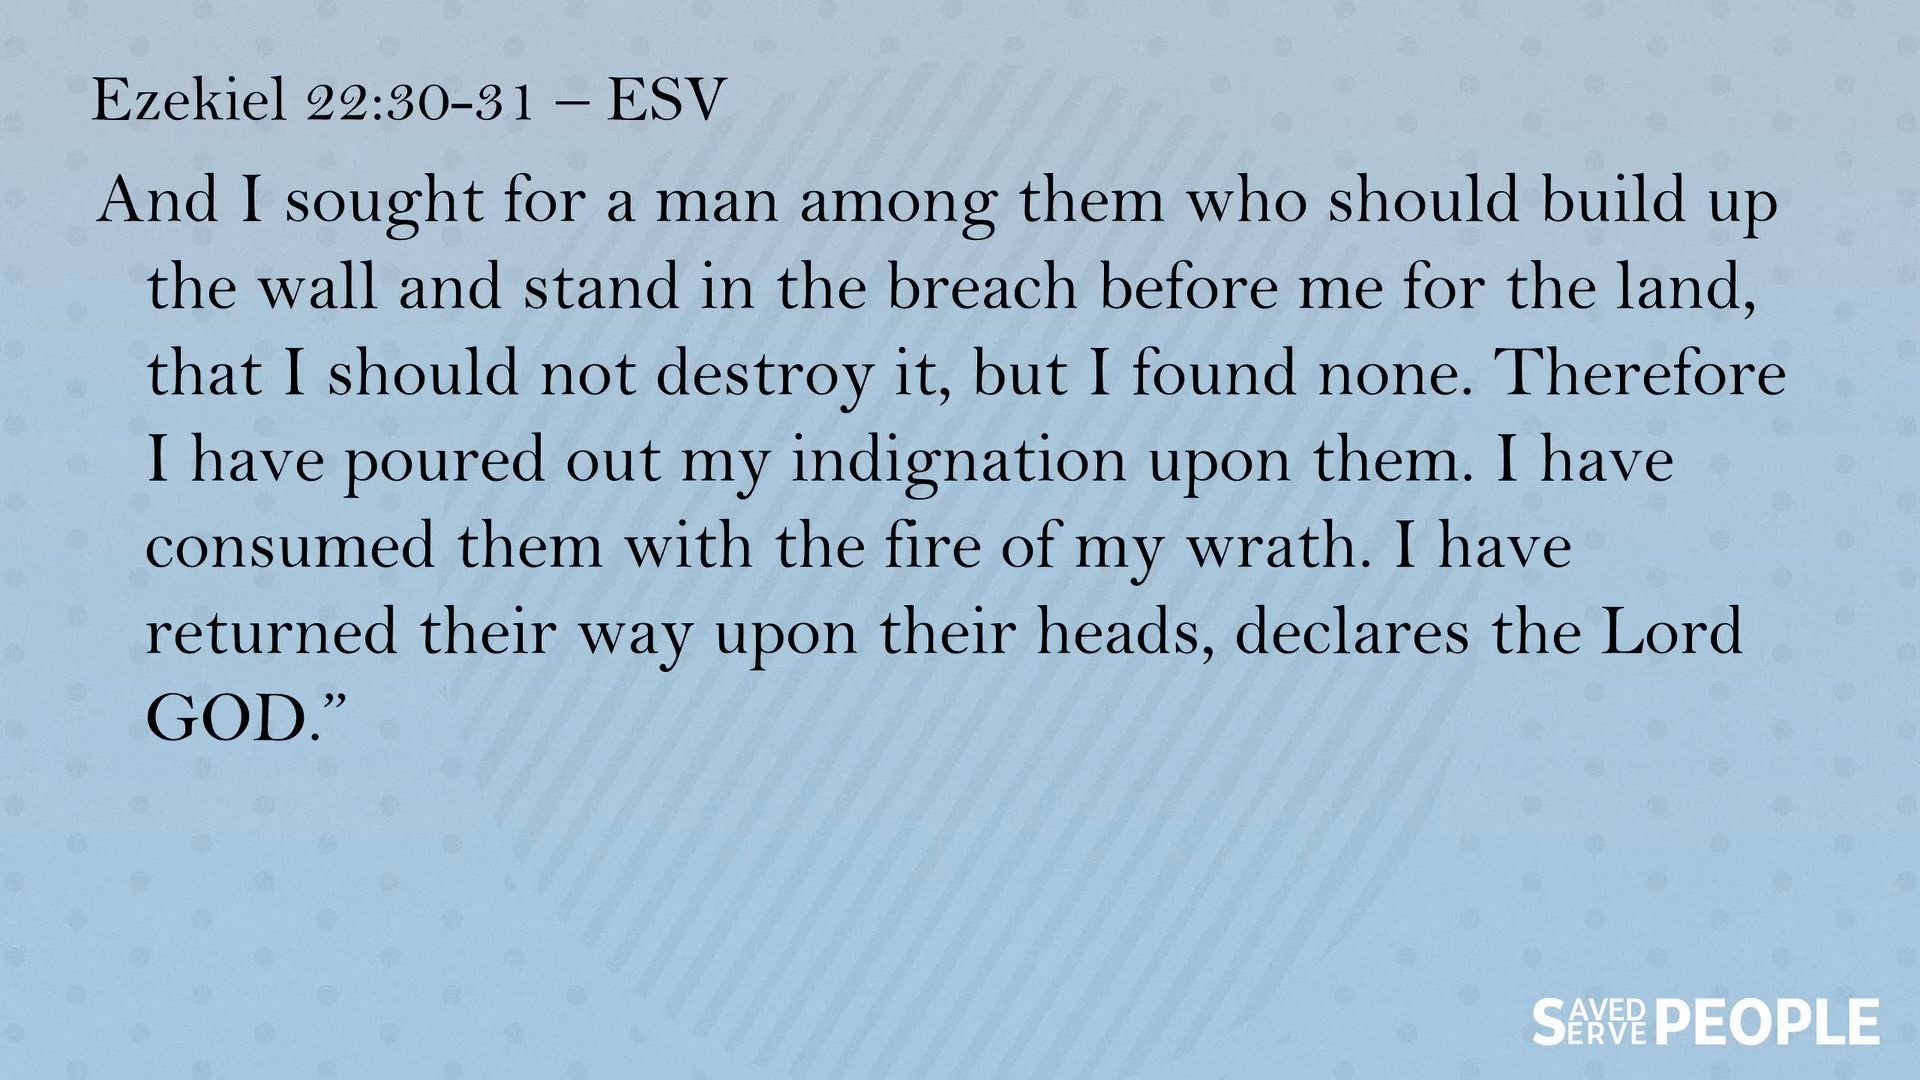 Ezekiel 22:30-31 – ESV
And I sought for a man among them who should build up
the wall and stand in the breach before me for the land,
that I should not destroy it, but I found none. Therefore
I have poured out my indignation upon them. I have
consumed them with the fire of my wrath. I have
returned their way upon their heads, declares the Lord
GOD.”
SAVED
SERVE PEOPLE